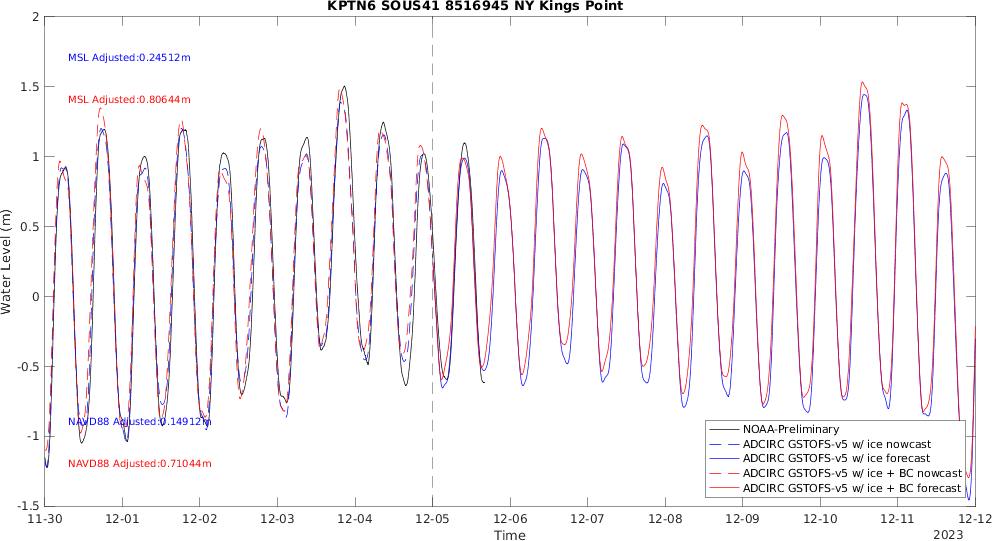 KPTN6 SOUS41 8516945 NY Kings Point
2
1.5
1
0.5
0
-0.5
-1
-1.5
Water Level (m)
MSL Adjusted:0.24512m
MSL Adjusted:0.80644m
NAVD88 Adjusted:0.14912m
NAVD88 Adjusted:0.71044m
NOAA-Preliminary
ADCIRC GSTOFS-v5 w/ ice nowcast
ADCIRC GSTOFS-v5 w/ ice forecast
ADCIRC GSTOFS-v5 w/ ice + BC nowcast
ADCIRC GSTOFS-v5 w/ ice + BC forecast
11-30 12-01 12-02 12-03 12-04 12-05 12-06 12-07 12-08 12-09 12-10 12-11 12-12
Time
2023